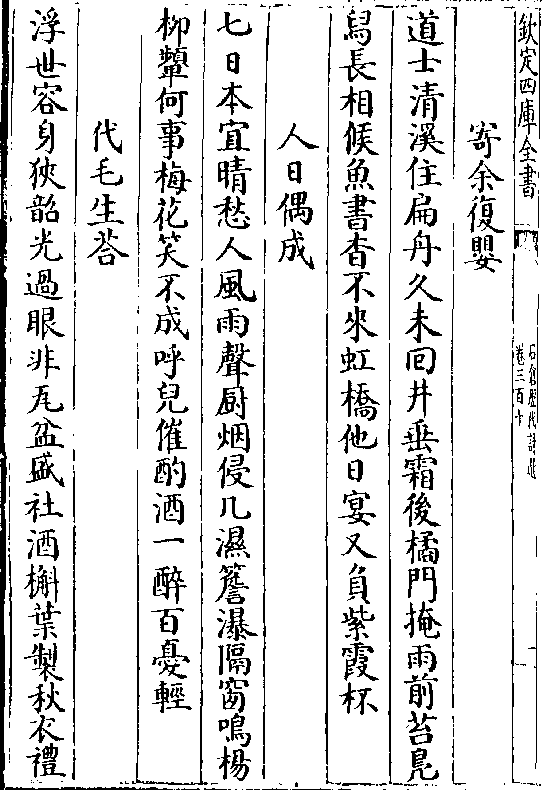 欽定四庫全書
石倉歷代詩選
卷三百十
寄余復嬰
道士清溪住扁舟久未回井垂霜後橘門掩雨前苔鳧
舄長相候魚書杳不來虹橋他日宴又負紫霞杯
人日偶成
七日本宜晴愁人風雨聲厨烟侵几濕簷瀑隔窗鳴楊
柳顰何事梅花笑不成呼兒催酌酒一醉百憂輕
代毛生荅
浮世容身狹韶光過眼非瓦盆盛社酒槲葉製秋衣禮